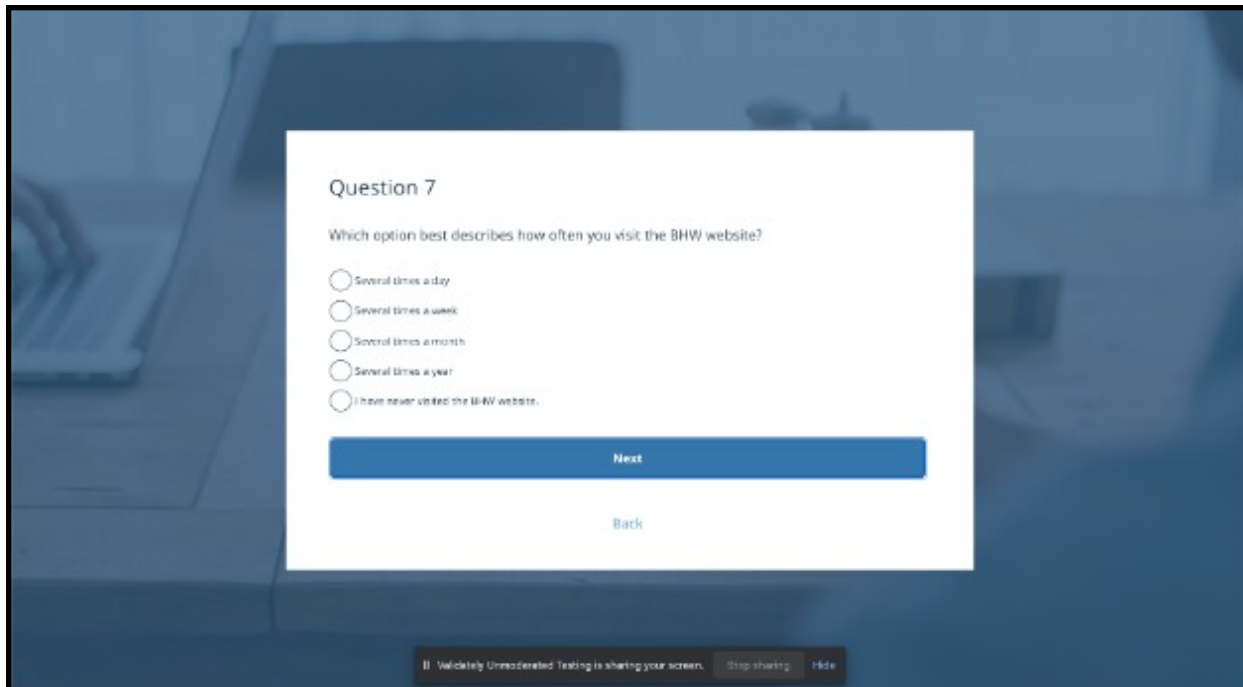 Question 7
Which option best describes how often you visit the BHW website?
Several times a day
Several times a week
Several times a month
Several times a year
I have never visited the BHW website.
Next
Back
Validately Unmoderated Testing is sharing your screen. Stop sharing Hide